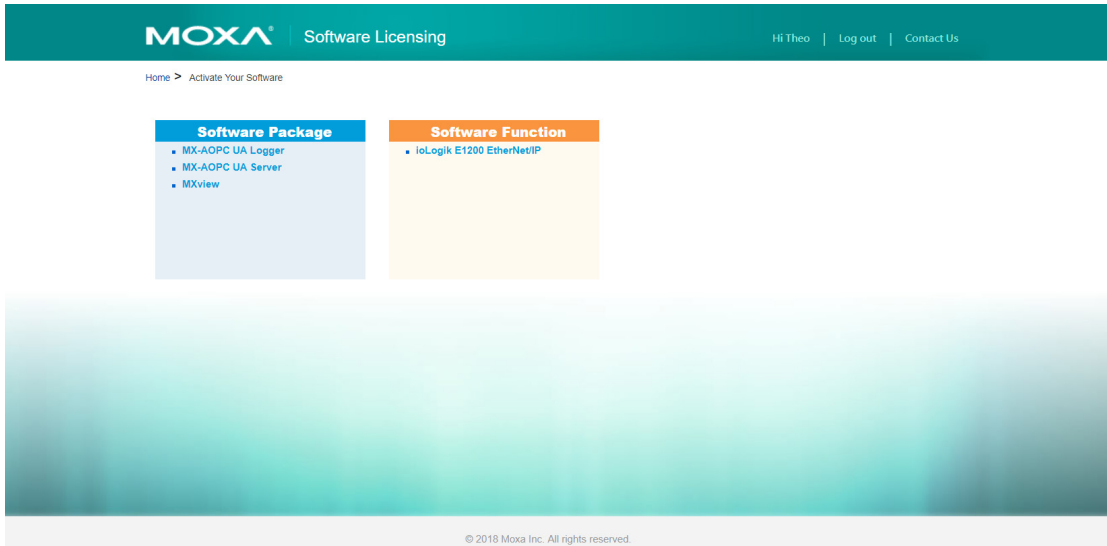 MOXA® Software Licensing
Hi Theo | Log out | Contact Us
Home > Activate Your Software
Software Package
MX-AOPC UA Logger
MX-AOPC UA Server
MXview
Software Function
ioLogik E1200 EtherNet/IP
© 2018 Moxa Inc. All rights reserved.